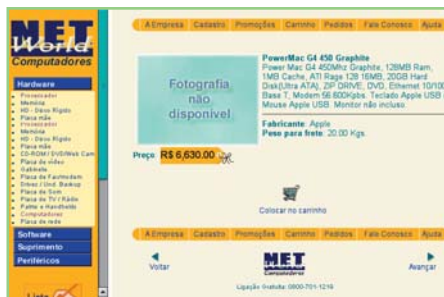 NET
World
Computadores
Hardware
Processador
Memória
HD - Disco Rígido
Placa mãe
Processador
Memória
HD - Disco Rígido
Placa mãe
CD-ROM / DVD/Web Cam
Placa de vídeo
Gabinete
Placa de Fax/modem
Drives / Und. Backup
Placa de Som
Placa de TV / Rádio
Palms e Handhelds
Computadores
Placa de rede
Software
Suprimento
Periféricos
Lista
A Empresa Cadastro Promoções Carrinho Pedidos Fale Conosco Ajuda
Fotografia
não
disponível
PowerMac G4 450 Graphite
Power Mac G4 450Mhz Graphite, 128MB Ram,
1MB Cache, ATI Rage 128 16MB, 20GB Hard
Disk(Ultra ATA), ZIP DRIVE, DVD, Ethernet 10/100
Base T, Modem 56.600Kpbs. Teclado Apple USB
Mouse Apple USB. Monitor não incluso.
Fabricante: Apple
Peso para frete: 20.00 Kgs.
Preço: R$ 6,630.00
Colocar no carrinho
A Empresa Cadastro Promoções Carrinho Pedidos Fale Conosco Ajuda
Voltar
NET
World
Computadores
Avançar
Ligação Gratuita: 0800-701-1216